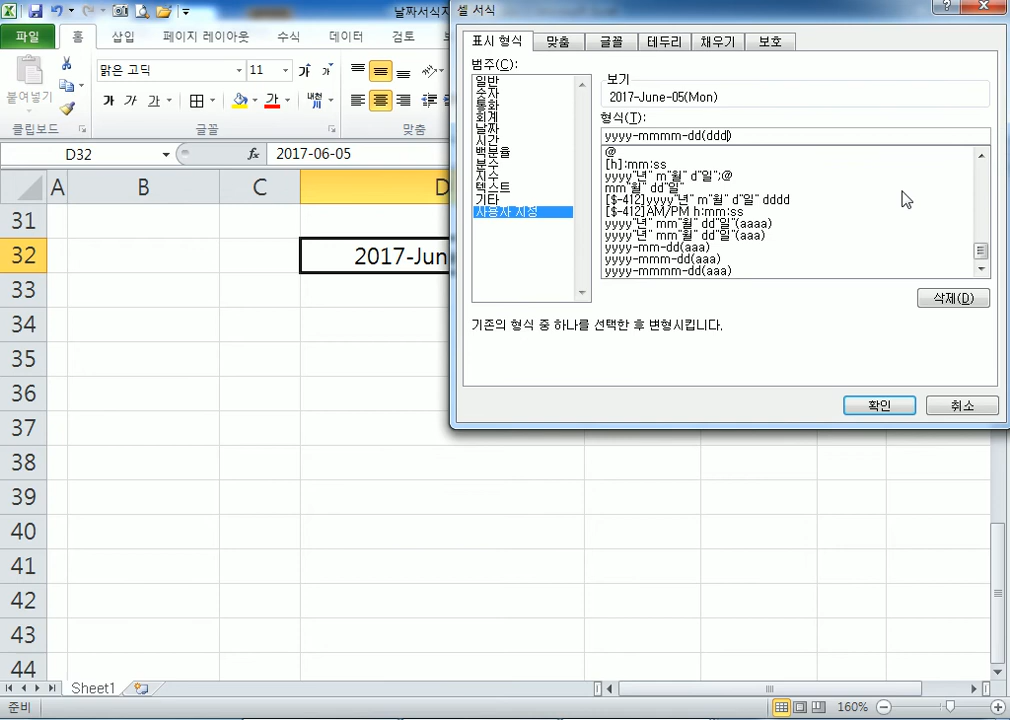 날짜서식지
파일 홈 삽입 페이지 레이아웃 수식 데이터 검토
붙여넣기
맑은 고딕 11
가 가 가 가 가 가 내천
클립보드 글꼴 맞춤
D32 fx 2017-06-05
A B C D
31
32 2017-Jun
33
34
35
36
37
38
39
40
41
42
43
44
Sheet1
준비 160%
셀 서식
표시 형식 맞춤 글꼴 테두리 채우기 보호
범주(C):
일반
숫자
통화
회계
날짜
시간
백분율
분수
지수
텍스트
기타
사용자 지정
보기
2017-June-05(Mon)
형식(T):
yyyy-mmmm-dd(ddd)
@
[h]:mm:ss
yyyy"년" m"월" d"일";@
mm"월" dd"일"
[$-412]yyyy"년" m"월" d"일" dddd
[$-412]AM/PM h:mm:ss
yyyy"년" mm"월" dd"일"(aaaa)
yyyy"년" mm"월" dd"일"(aaa)
yyyy-mm-dd(aaa)
yyyy-mmm-dd(aaa)
yyyy-mmmm-dd(aaa)
삭제(D)
기존의 형식 중 하나를 선택한 후 변형시킵니다.
확인 취소